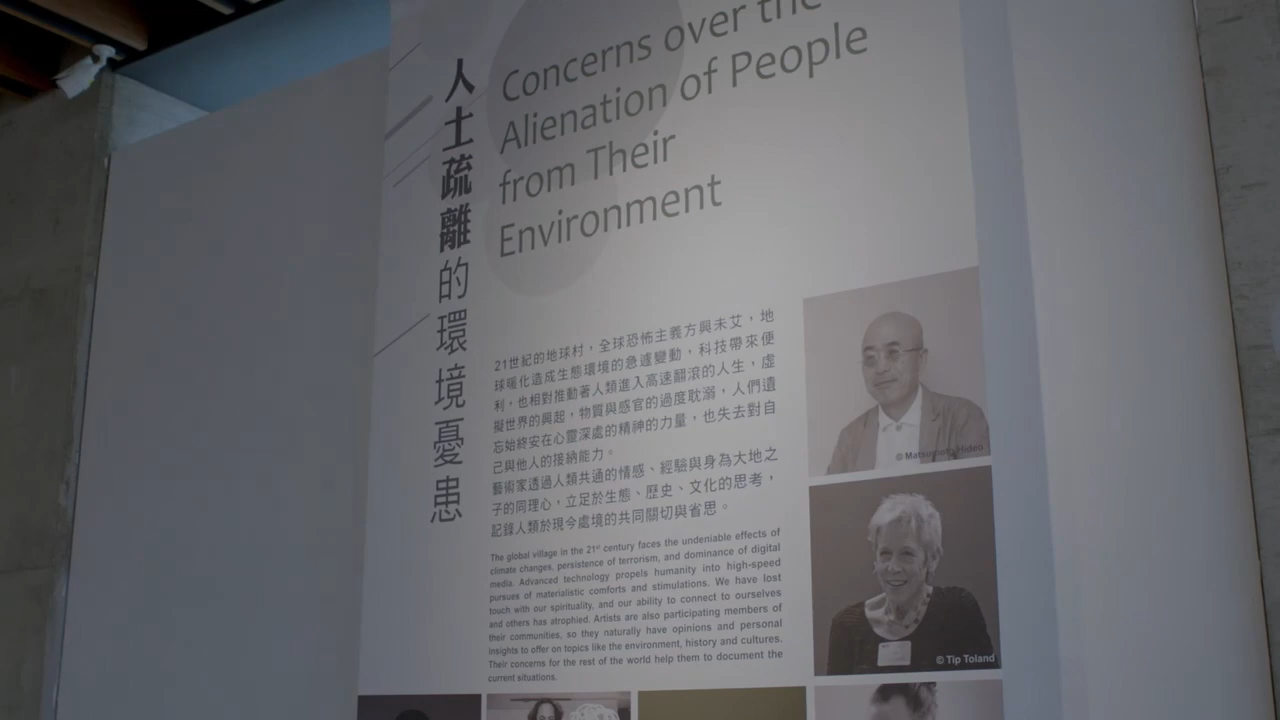 人士疏離的環境憂患
Concerns over the
Alienation of People
from Their
Environment
21世紀的地球村，全球恐怖主義方興未艾，地
球暖化造成生態環境的急遽變動，科技帶來便
利，也相對推動著人類進入高速翻滾的人生，虛
擬世界的興起，物質與感官的過度耽溺，人們遺
忘始終安在心靈深處的精神的力量，也失去對自
己與他人的接納能力。
藝術家透過人類共通的情感、經驗與身為大地之
子的同理心，立足於生態、歷史、文化的思考，
記錄人類於現今處境的共同關切與省思。
The global village in the 21st century faces the undeniable effects of
climate changes, persistence of terrorism, and dominance of digital
media. Advanced technology propels humanity into high-speed
pursues of materialistic comforts and stimulations. We have lost
touch with our spirituality, and our ability to connect to ourselves
and others has atrophied. Artists are also participating members of
their communities, so they naturally have opinions and personal
insights to offer on topics like the environment, history and cultures.
Their concerns for the rest of the world help them to document the
current situations.
© Matsumoto Hideo
© Tip Toland